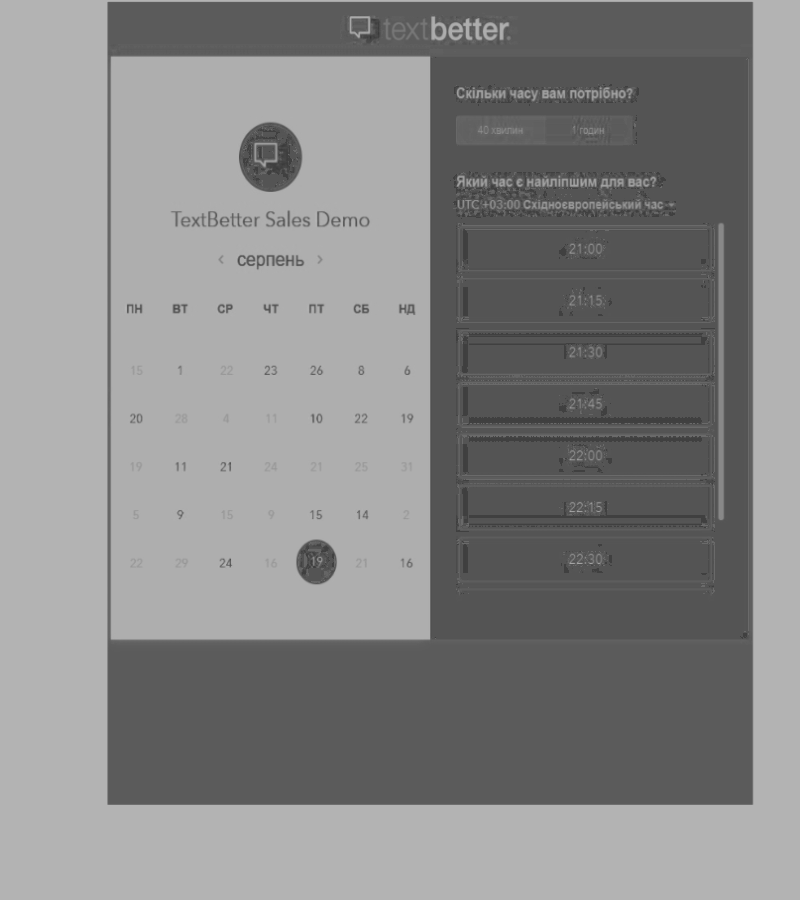 textbetter.
TextBetter Sales Demo
‹ серпень ›
ПН ВТ СР ЧТ ПТ СБ НД
15 1 22 23 26 8 6
20 28 4 11 10 22 19
19 11 21 24 21 25 31
5 9 15 9 15 14 2
22 29 24 16 19 21 16
Скільки часу вам потрібно?
40 хвилин 1 годин
Який час є найліпшим для вас?
UTC +03:00 Східноєвропейський час
21:00
21:15
21:30
21:45
22:00
22:15
22:30